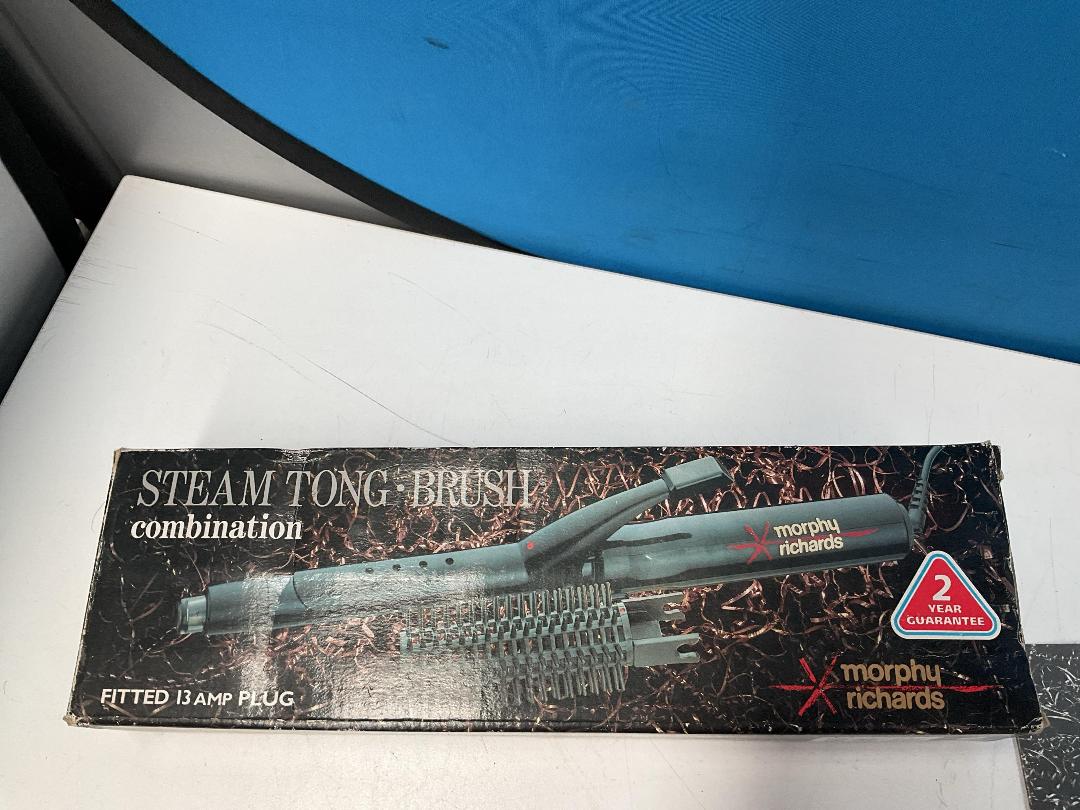 STEAM TONG·BRUSH
combination
morphy
richards
2
YEAR
GUARANTEE
FITTED 13 AMP PLUG
morphy
richards